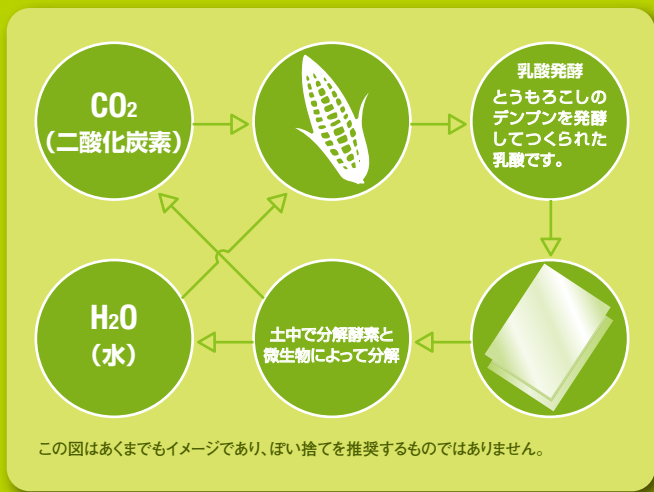 CO2
(二酸化炭素)
乳酸発酵
とうもろこしの
デンプンを発酵
してつくられた
乳酸です。
H2O
(水)
土中で分解酵素と
微生物によって分解
この図はあくまでもイメージであり、ぽい捨てを推奨するものではありません。